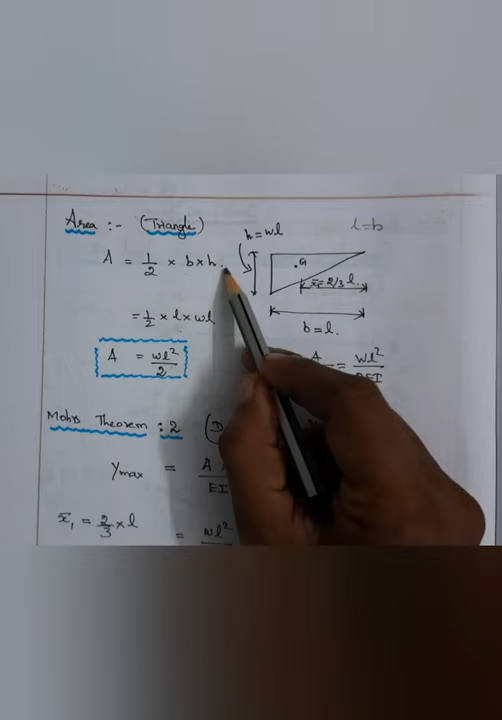 Area :- (Triangle)
h = wl
l = b
A = 1/2 × b × h.
G
x̄ = 2/3 l.
= 1/2 × l × wl
b = l.
A = wl²/2
A = wl²
Mohrs Theorem : 2
Ymax = A
EI
x̄₁ = 2/3 × l
= wl²